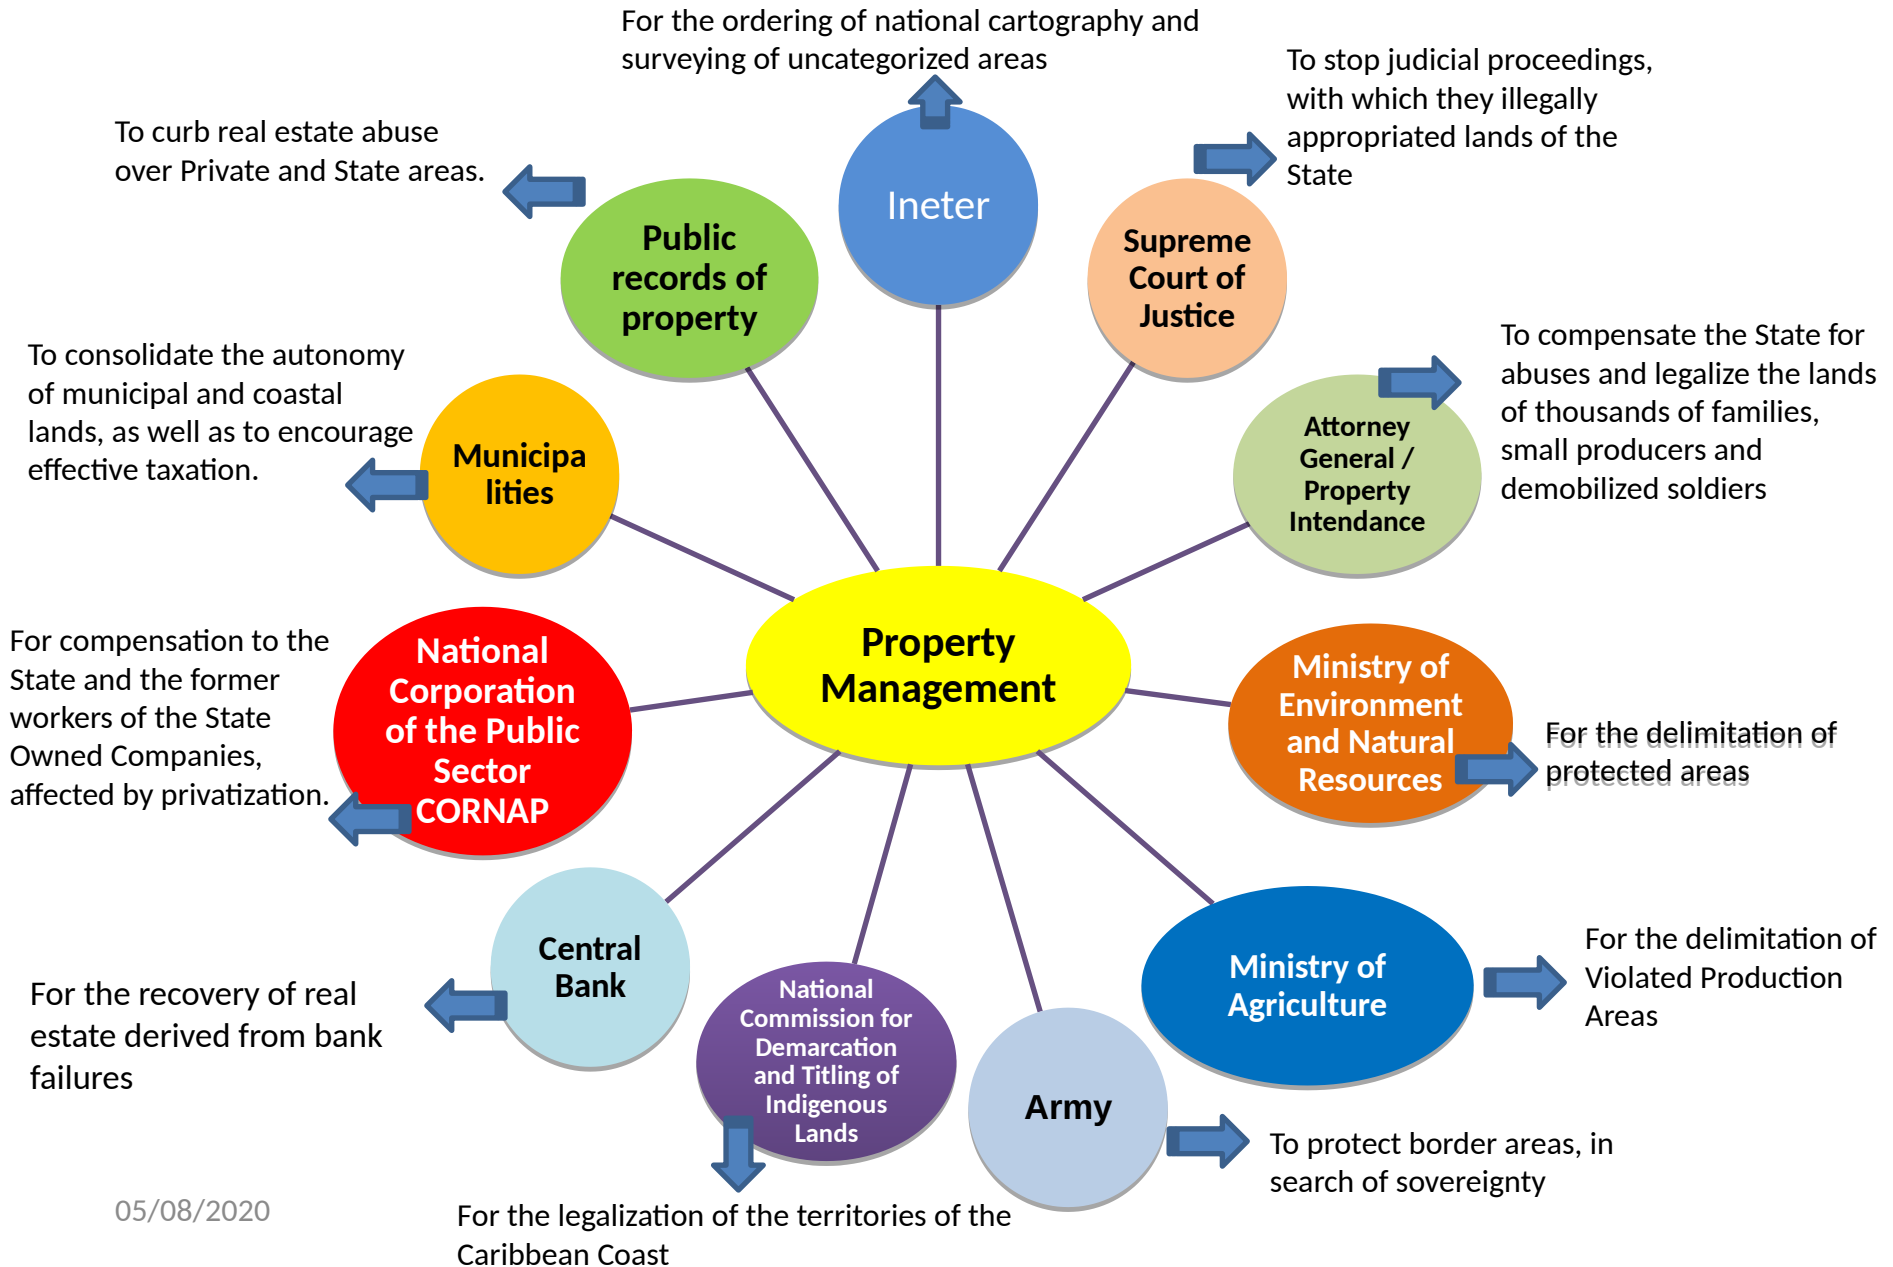 For the ordering of national cartography and
surveying of uncategorized areas
To stop judicial proceedings,
with which they illegally
appropriated lands of the
State
To curb real estate abuse
over Private and State areas.
Ineter
Public
records of
property
Supreme
Court of
Justice
To consolidate the autonomy
of municipal and coastal
lands, as well as to encourage
effective taxation.
Municipa
lities
Attorney
General /
Property
Intendance
To compensate the State for
abuses and legalize the lands
of thousands of families,
small producers and
demobilized soldiers
Property
Management
For compensation to the
State and the former
workers of the State
Owned Companies,
affected by privatization.
National
Corporation
of the Public
Sector
CORNAP
Ministry of
Environment
and Natural
Resources
For the delimitation of
protected areas
Central
Bank
For the recovery of real
estate derived from bank
failures
National
Commission for
Demarcation
and Titling of
Indigenous
Lands
Army
Ministry of
Agriculture
For the delimitation of
Violated Production
Areas
To protect border areas, in
search of sovereignty
05/08/2020
For the legalization of the territories of the
Caribbean Coast